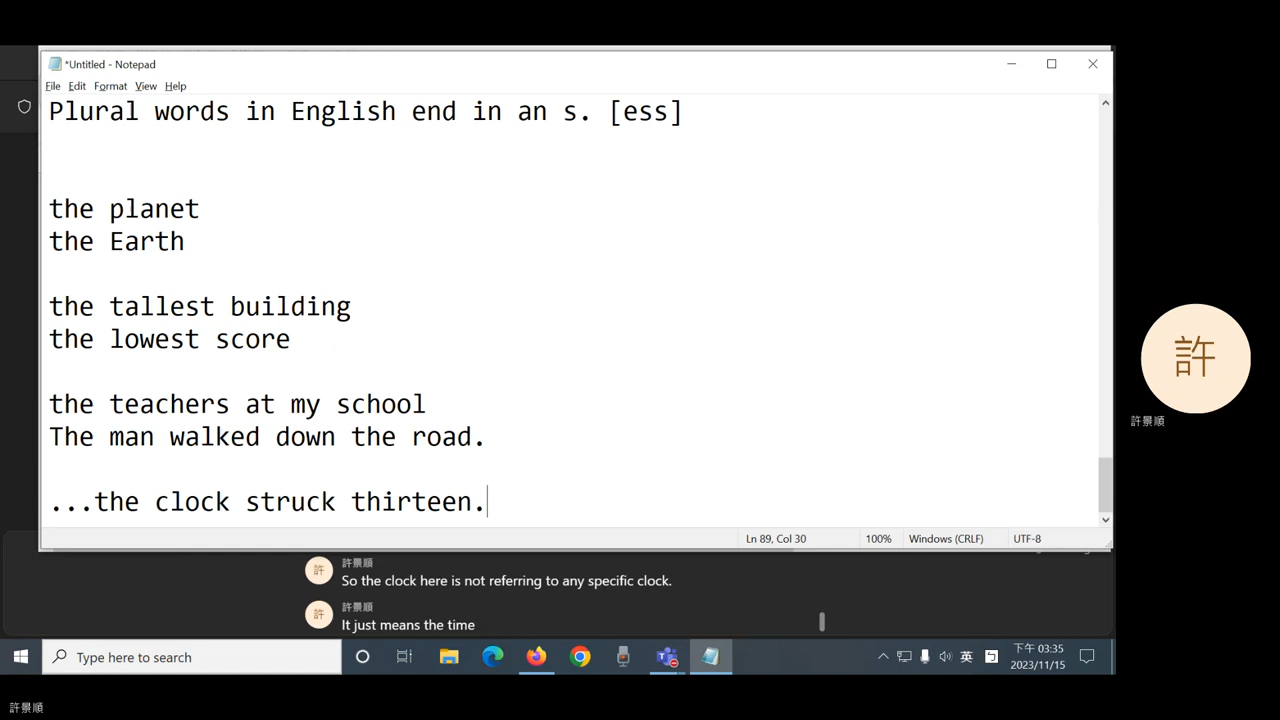 *Untitled - Notepad
File Edit Format View Help
Plural words in English end in an s. [ess]
the planet
the Earth
the tallest building
the lowest score
the teachers at my school
The man walked down the road.
...the clock struck thirteen.
Ln 89, Col 30 100% Windows (CRLF) UTF-8
許
許景順
許 許景順
So the clock here is not referring to any specific clock.
許 許景順
It just means the time
Type here to search
英
下午 03:35
2023/11/15
許景順